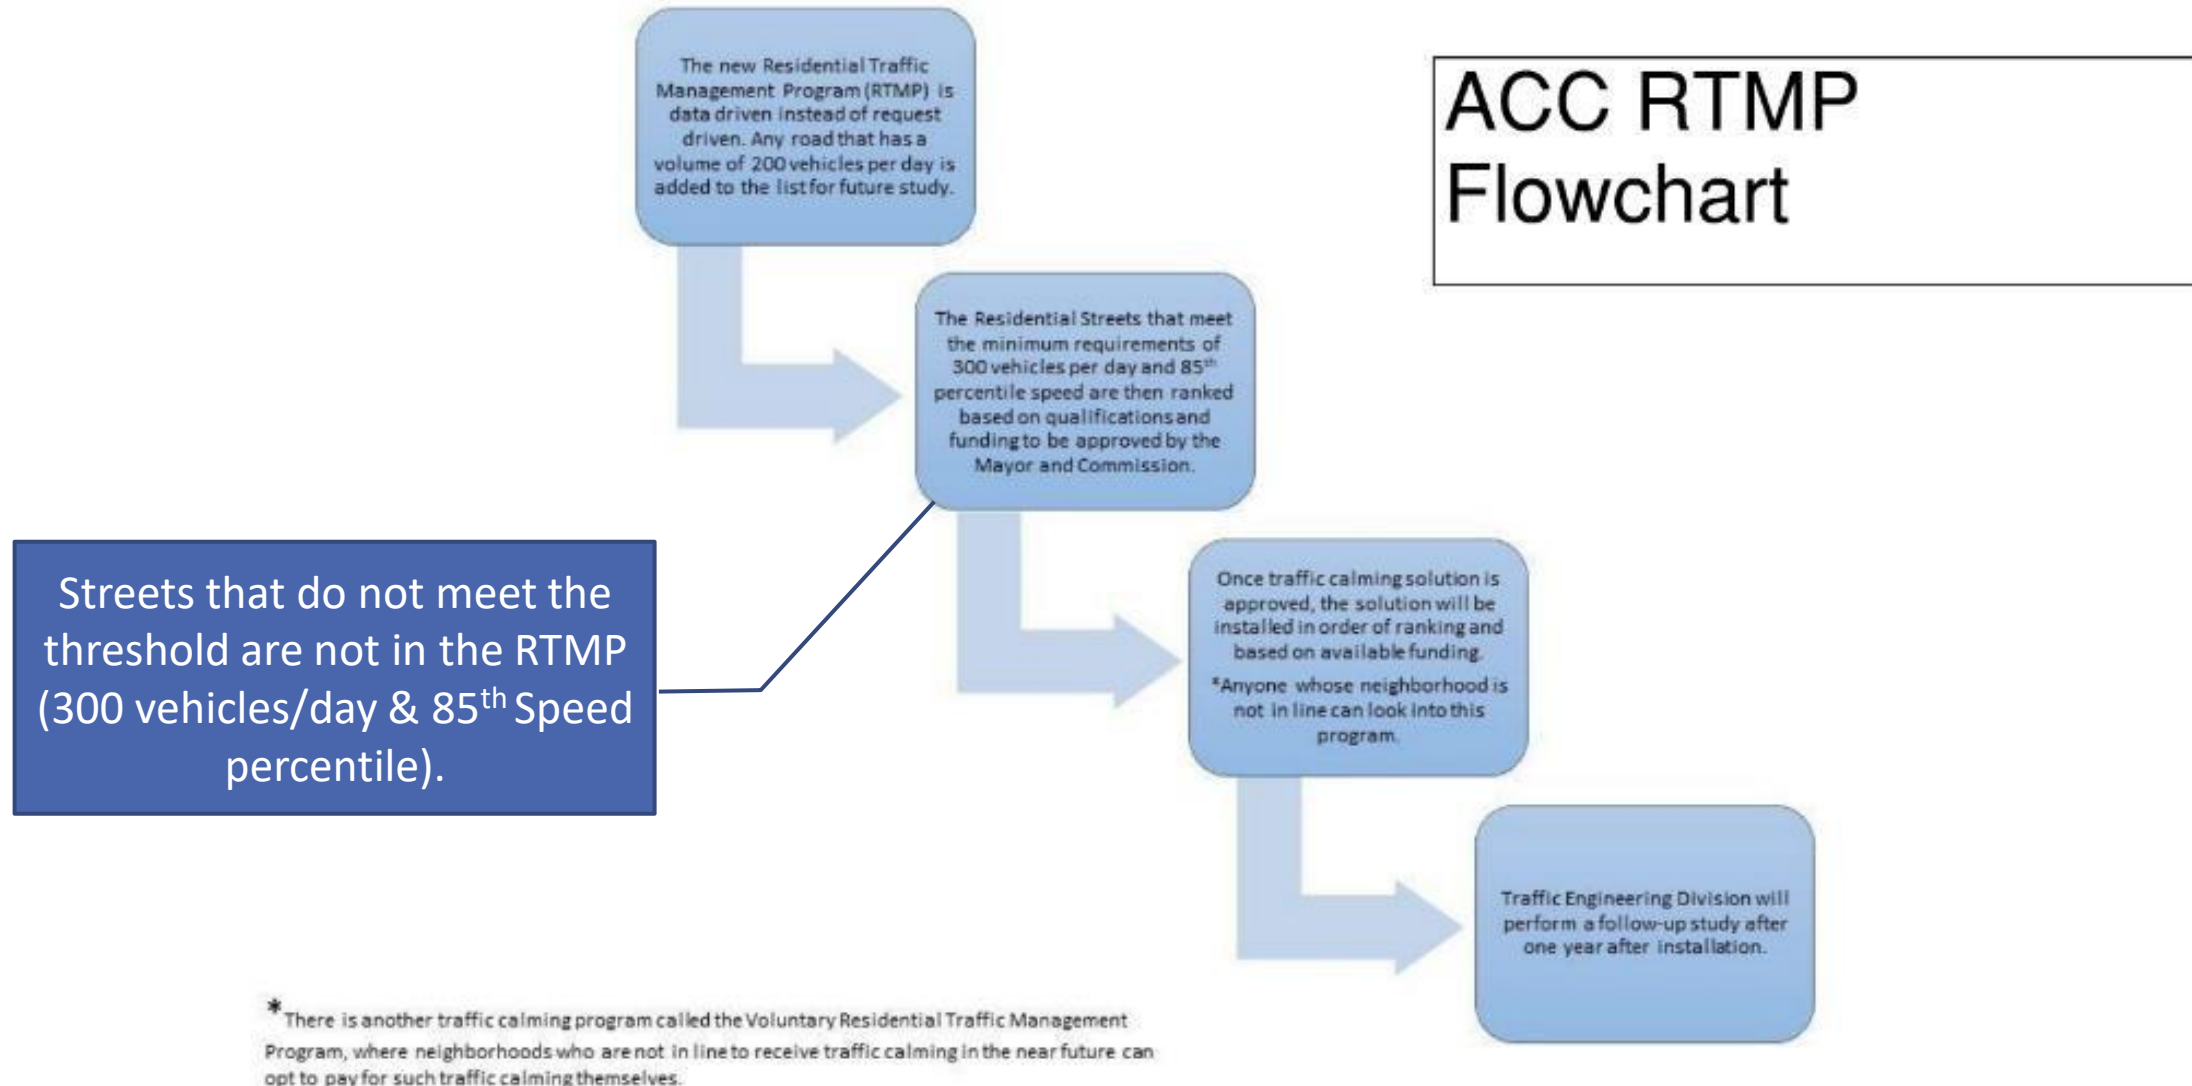 ACC RTMP
Flowchart
The new Residential Traffic
Management Program (RTMP) is
data driven instead of request
driven. Any road that has a
volume of 200 vehicles per day is
added to the list for future study.
The Residential Streets that meet
the minimum requirements of
300 vehicles per day and 85th
percentile speed are then ranked
based on qualifications and
funding to be approved by the
Mayor and Commission.
Streets that do not meet the
threshold are not in the RTMP
(300 vehicles/day & 85th Speed
percentile).
Once traffic calming solution is
approved, the solution will be
installed in order of ranking and
based on available funding.
*Anyone whose neighborhood is
not in line can look into this
program.
Traffic Engineering Division will
perform a follow-up study after
one year after installation.
*There is another traffic calming program called the Voluntary Residential Traffic Management
Program, where neighborhoods who are not in line to receive traffic calming in the near future can
opt to pay for such traffic calming themselves.